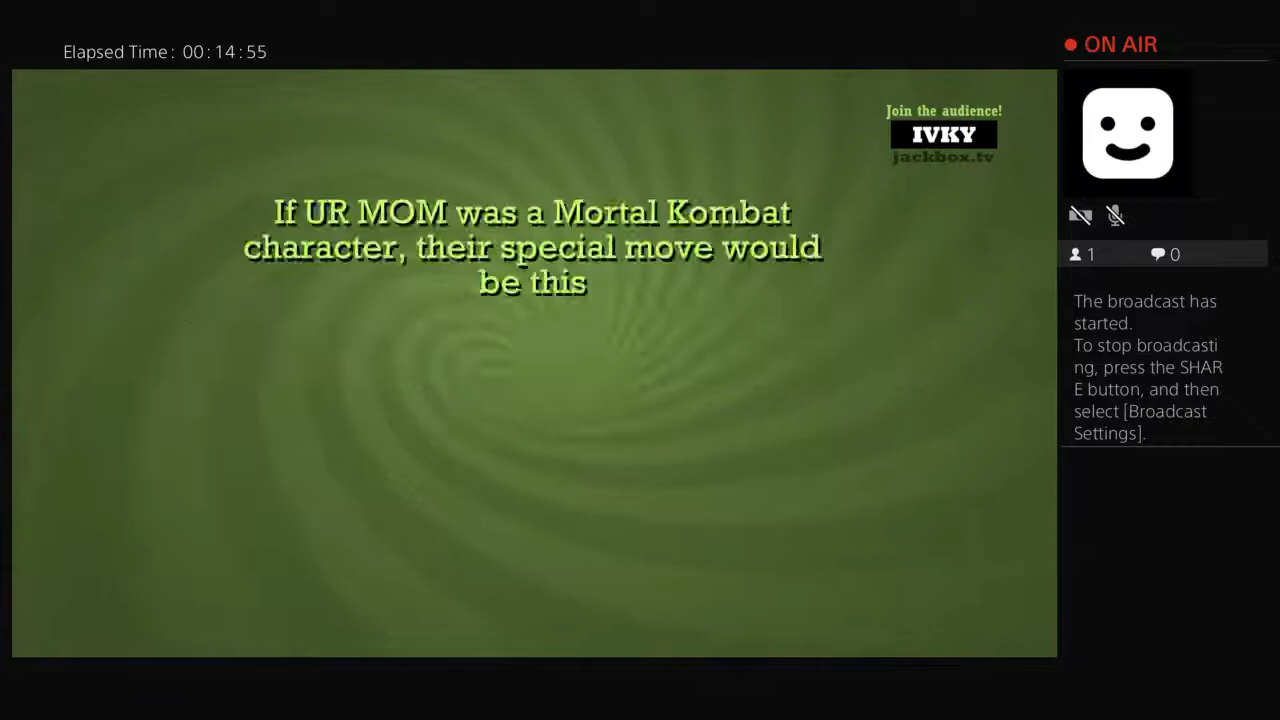 Elapsed Time: 00:14:55
ON AIR
Join the audience!
IVKY
jackbox.tv
If UR MOM was a Mortal Kombat
character, their special move would
be this
1
0
The broadcast has
started.
To stop broadcasti
ng, press the SHAR
E button, and then
select [Broadcast
Settings].